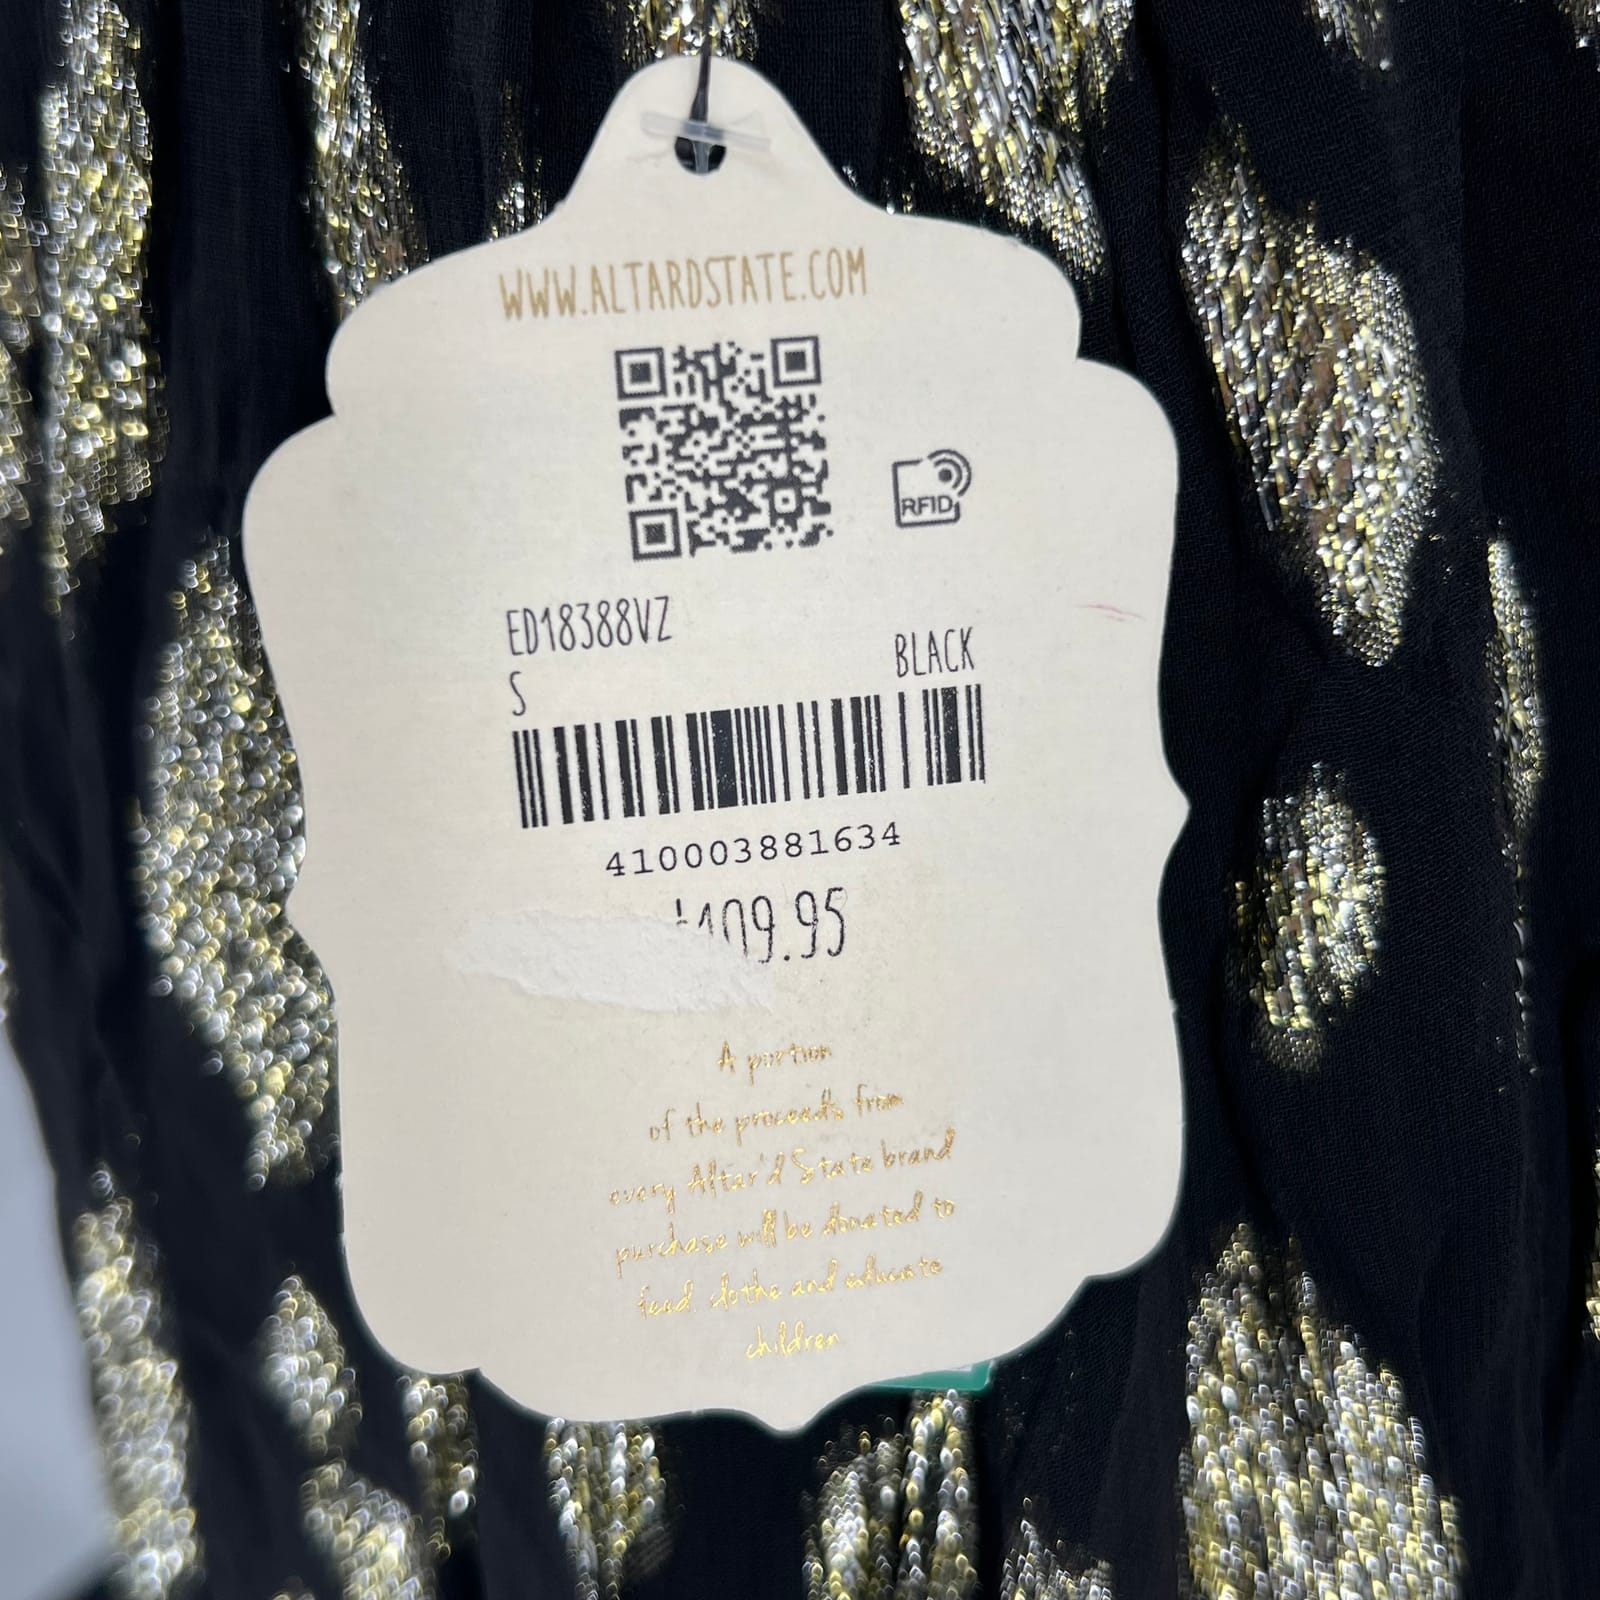 WWW.ALTARDSTATE.COM
RFID
ED18388VZ
S
BLACK
410003881634
$109.95
A portion
of the proceeds from
every Altar'd State brand
purchase will be donated to
feed, clothe and educate
children